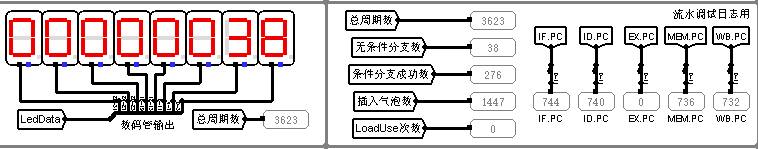 00000038
LedData
数码管输出
总周期数 3623
总周期数 3623
无条件分支数 38
条件分支成功数 276
插入气泡数 1447
LoadUse次数 0
流水调试日志用
IF.PC ID.PC EX.PC MEM.PC WB.PC
744 740 0 736 732
IF.PC ID.PC EX.PC MEM.PC WB.PC